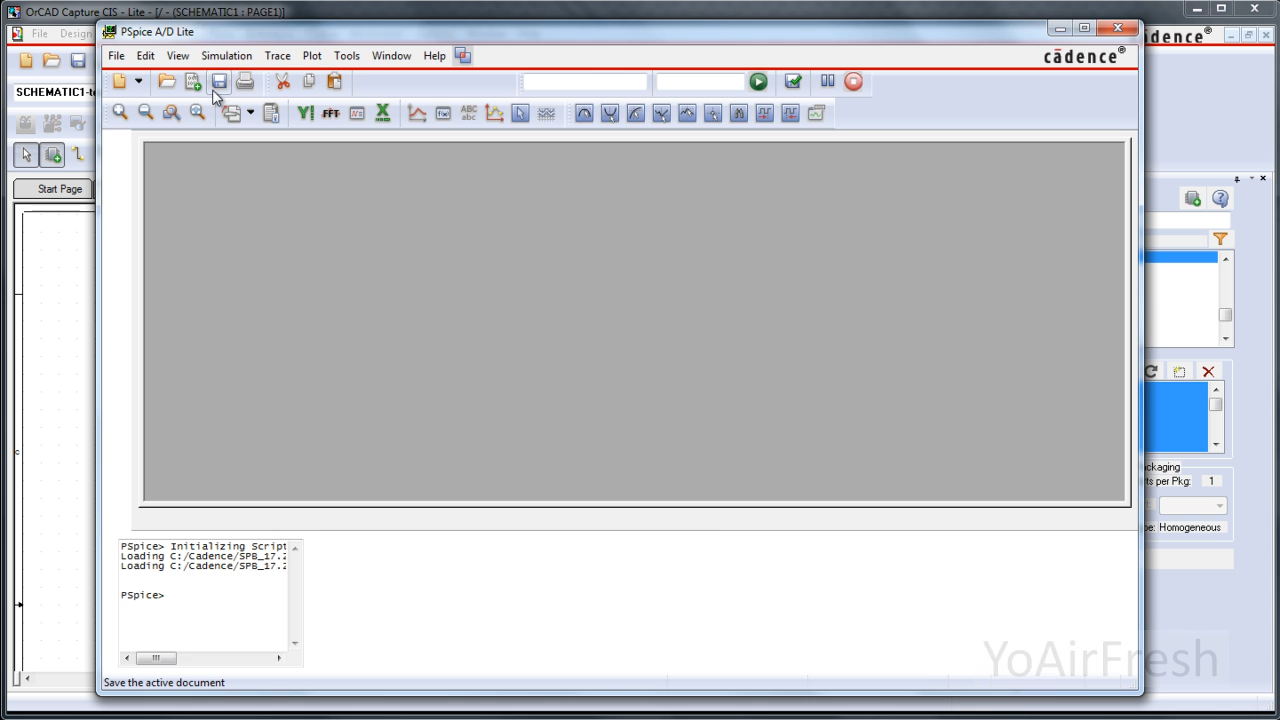 OrCAD Capture CIS - Lite - [/ - (SCHEMATIC1 : PAGE1)]
File Design
PSpice A/D Lite
cādence®
File Edit View Simulation Trace Plot Tools Window Help
cādence®
SCHEMATIC1-t
FFT
ABC
abc
Start Page
C
ackaging
ts per Pkg: 1
pe: Homogeneous
PSpice> Initializing Script
Loading C:/Cadence/SPB_17.2
Loading C:/Cadence/SPB_17.2
PSpice>
YoAirFresh
Save the active document